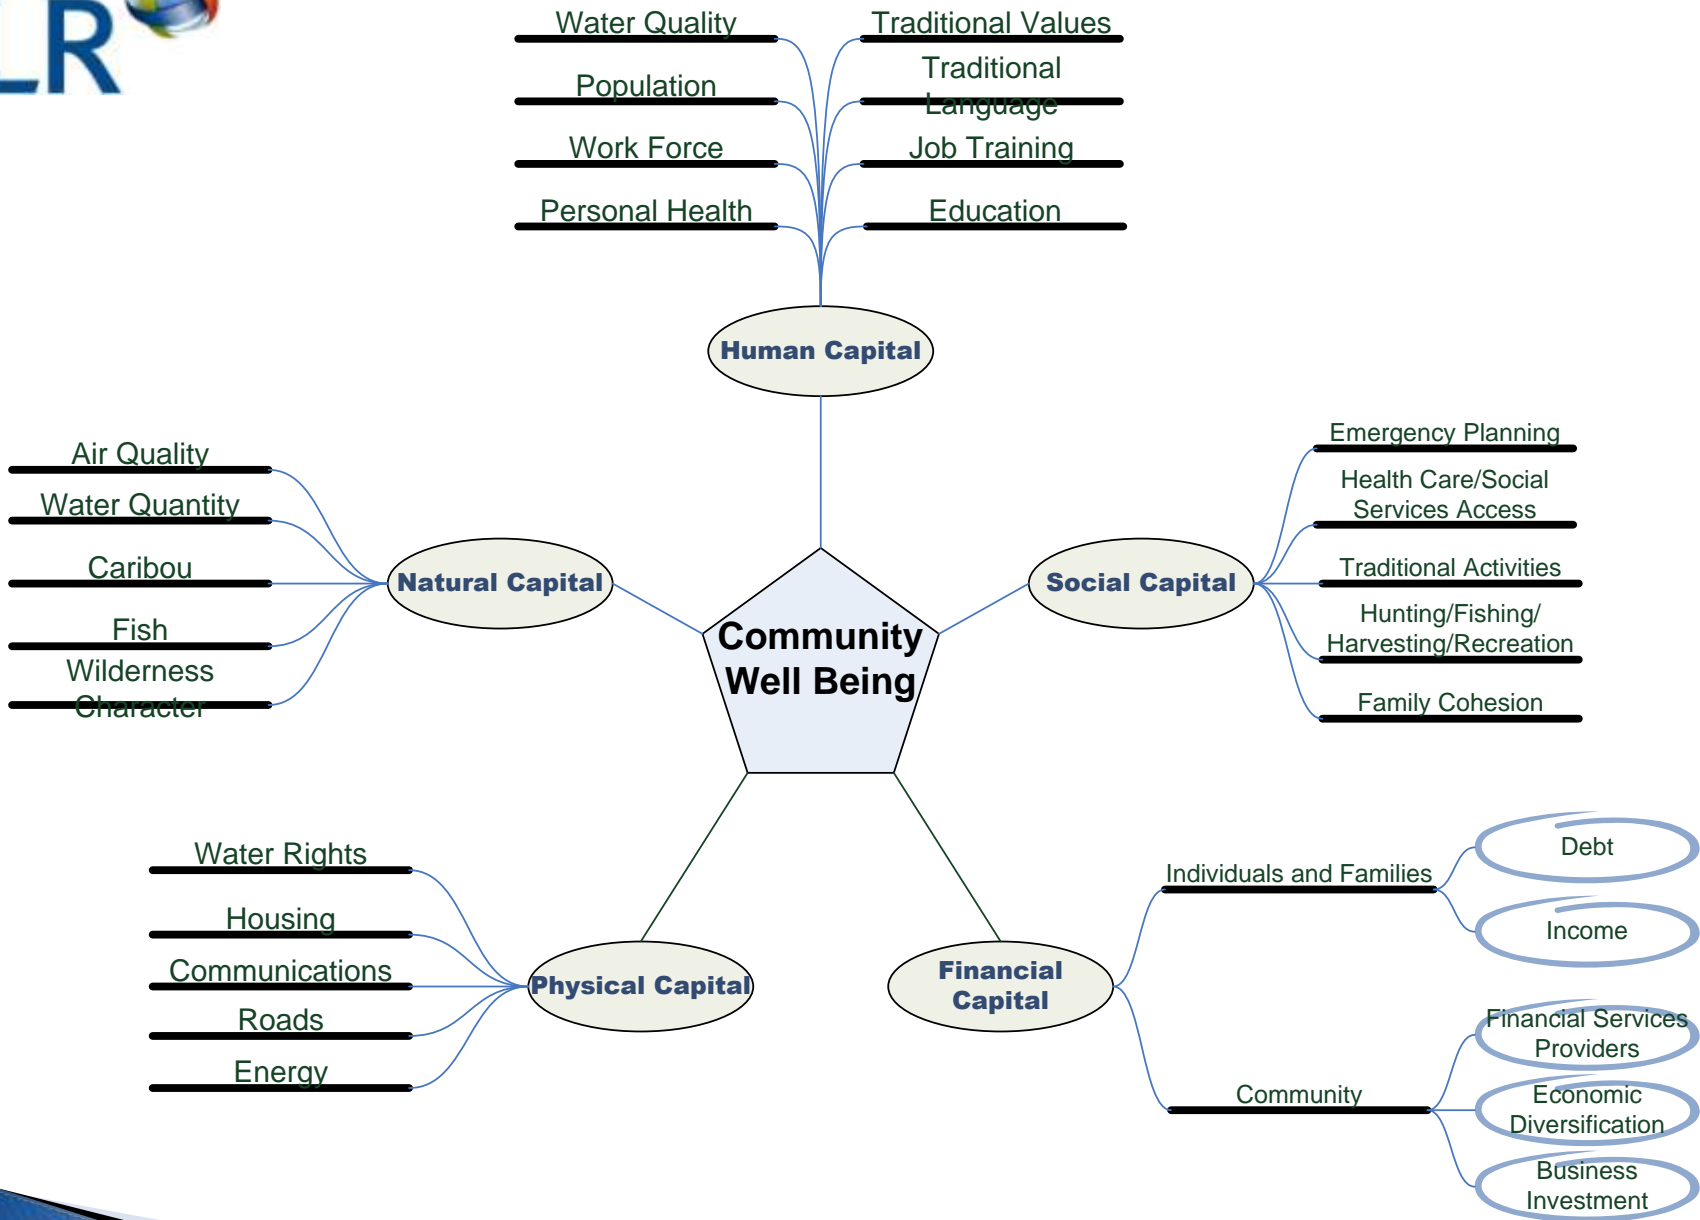 LR
Water Quality
Population
Work Force
Personal Health
Traditional Values
Traditional
Language
Job Training
Education
Human Capital
Air Quality
Water Quantity
Caribou
Fish
Wilderness
Character
Natural Capital
Emergency Planning
Health Care/Social
Services Access
Traditional Activities
Hunting/Fishing/
Harvesting/Recreation
Family Cohesion
Social Capital
Community
Well Being
Water Rights
Housing
Communications
Roads
Energy
Physical Capital
Financial
Capital
Individuals and Families
Debt
Income
Community
Financial Services
Providers
Economic
Diversification
Business
Investment